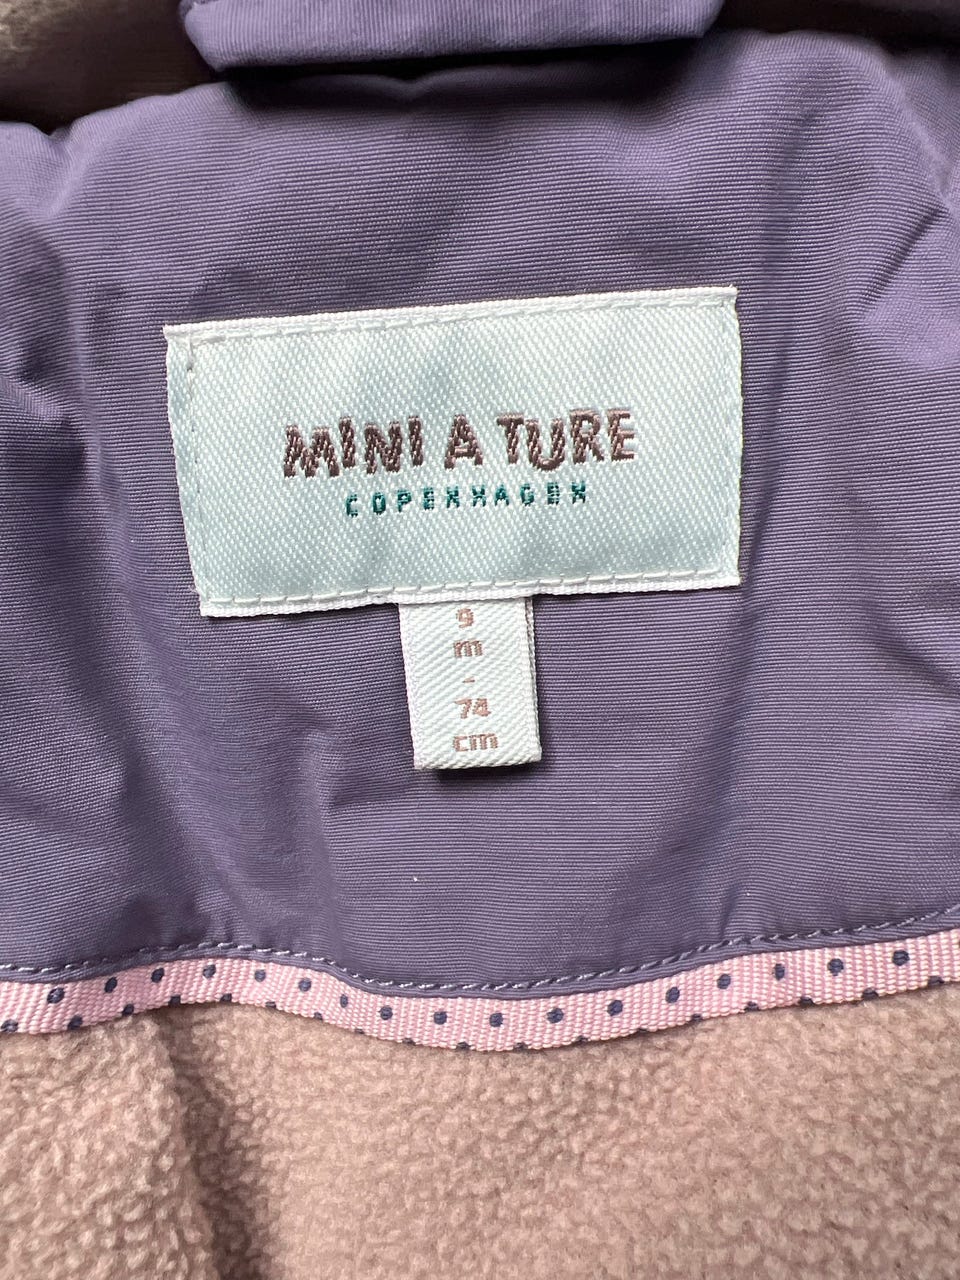 MINI A TURE
COPENHAGEN
9
m
-
74
cm